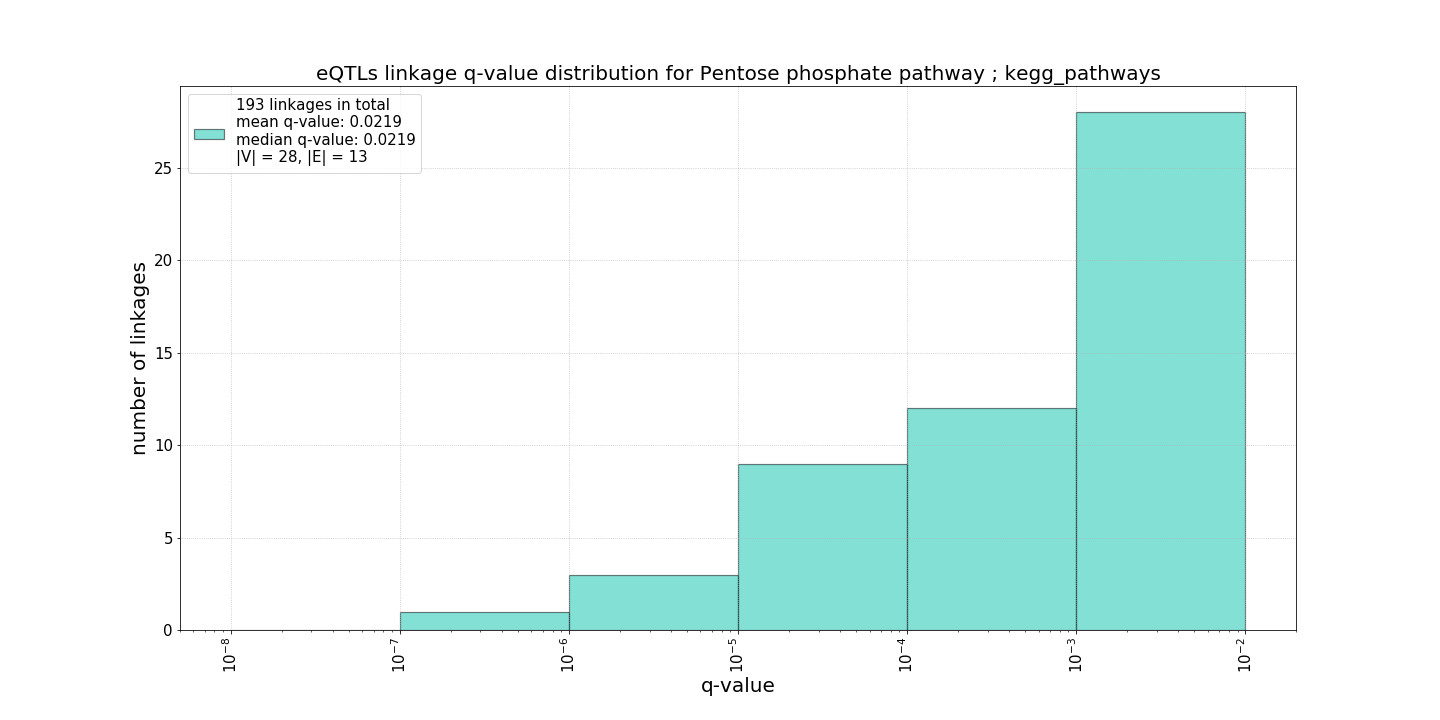 eQTLs linkage q-value distribution for Pentose phosphate pathway ; kegg_pathways
193 linkages in total
mean q-value: 0.0219
median q-value: 0.0219
|V| = 28, |E| = 13
number of linkages
25
20
15
10
5
0
10⁻⁸ 10⁻⁷ 10⁻⁶ 10⁻⁵ 10⁻⁴ 10⁻³ 10⁻²
q-value